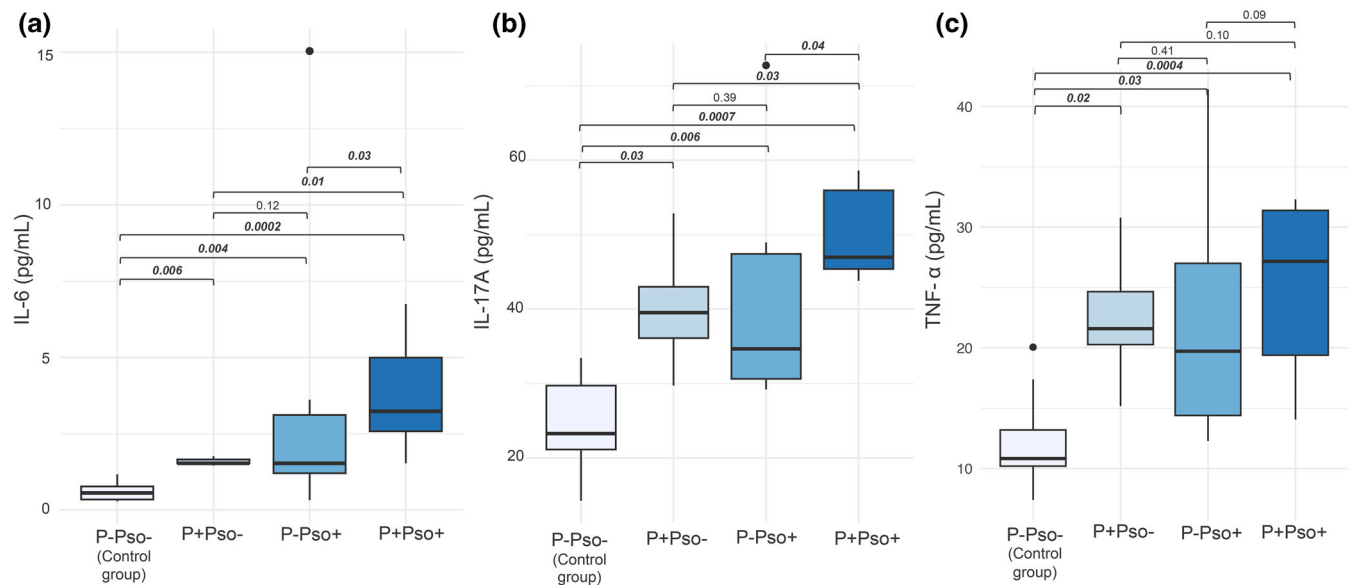 (a)
15
10
5
0
IL-6 (pg/mL)
0.03
0.01
0.12
0.0002
0.004
0.006
P-Pso-
(Control
group)
P+Pso-
P-Pso+
P+Pso+
(b)
60
40
20
IL-17A (pg/mL)
0.04
0.03
0.39
0.0007
0.006
0.03
P-Pso-
(Control
group)
P+Pso-
P-Pso+
P+Pso+
(c)
40
30
20
10
TNF- α (pg/mL)
0.09
0.10
0.41
0.0004
0.03
0.02
P-Pso-
(Control
group)
P+Pso-
P-Pso+
P+Pso+